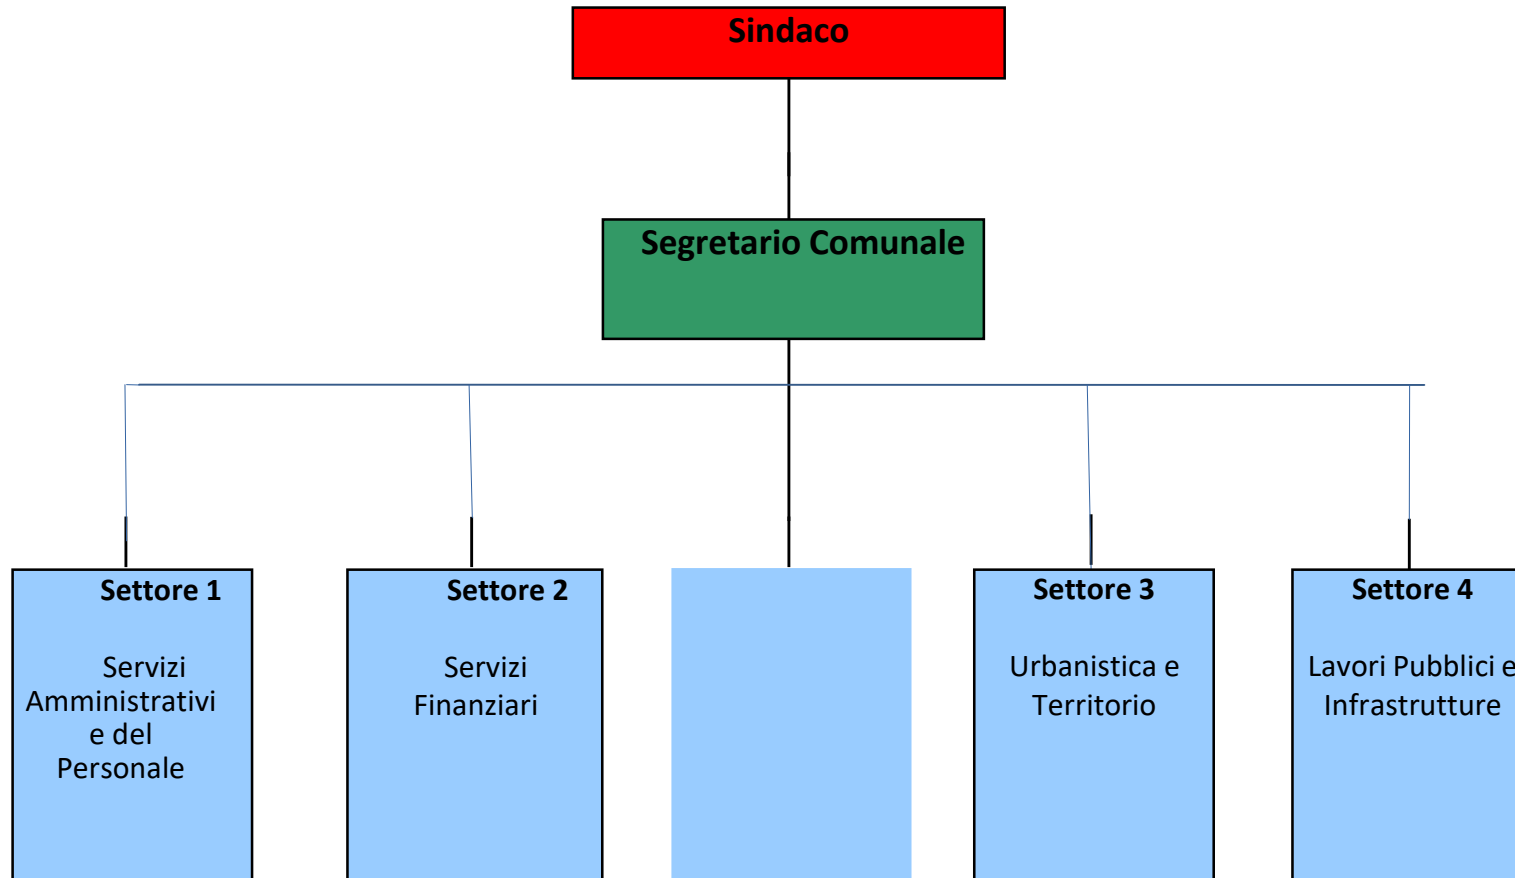 Sindaco
Segretario Comunale
Settore 1
Servizi
Amministrativi
e del
Personale
Settore 2
Servizi
Finanziari
Settore 3
Urbanistica e
Territorio
Settore 4
Lavori Pubblici e
Infrastrutture